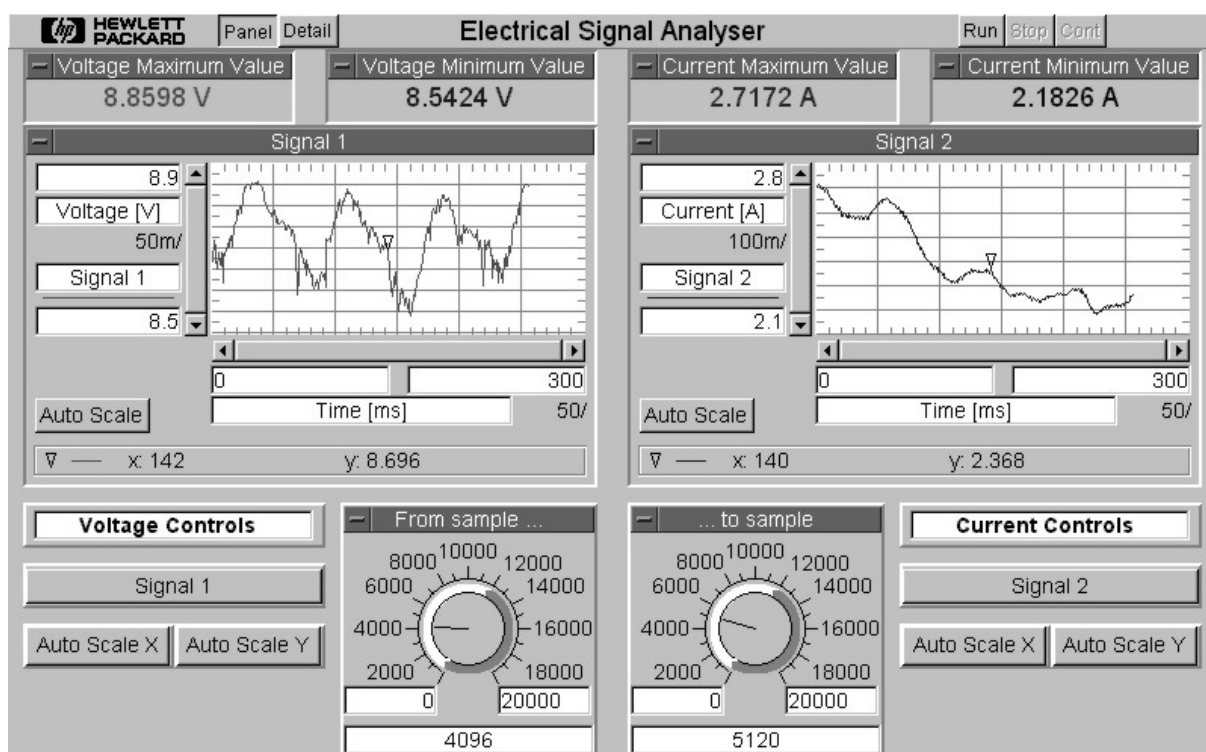 hp HEWLETT PACKARD Panel Detail Electrical Signal Analyser Run Stop Cont
Voltage Maximum Value
8.8598 V
Voltage Minimum Value
8.5424 V
Current Maximum Value
2.7172 A
Current Minimum Value
2.1826 A
Signal 1
8.9
Voltage [V]
50m/
Signal 1
8.5
0 300
Auto Scale Time [ms] 50/
x: 142 y: 8.696
Signal 2
2.8
Current [A]
100m/
Signal 2
2.1
0 300
Auto Scale Time [ms] 50/
x: 140 y: 2.368
Voltage Controls
Signal 1
Auto Scale X Auto Scale Y
From sample ...
10000
8000 12000
6000 14000
4000 16000
2000 18000
0 20000
4096
... to sample
10000
8000 12000
6000 14000
4000 16000
2000 18000
0 20000
5120
Current Controls
Signal 2
Auto Scale X Auto Scale Y